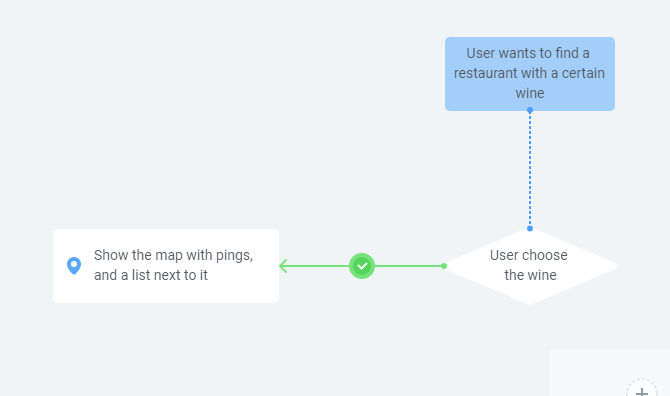 User wants to find a
restaurant with a certain
wine
Show the map with pings,
and a list next to it
User choose
the wine